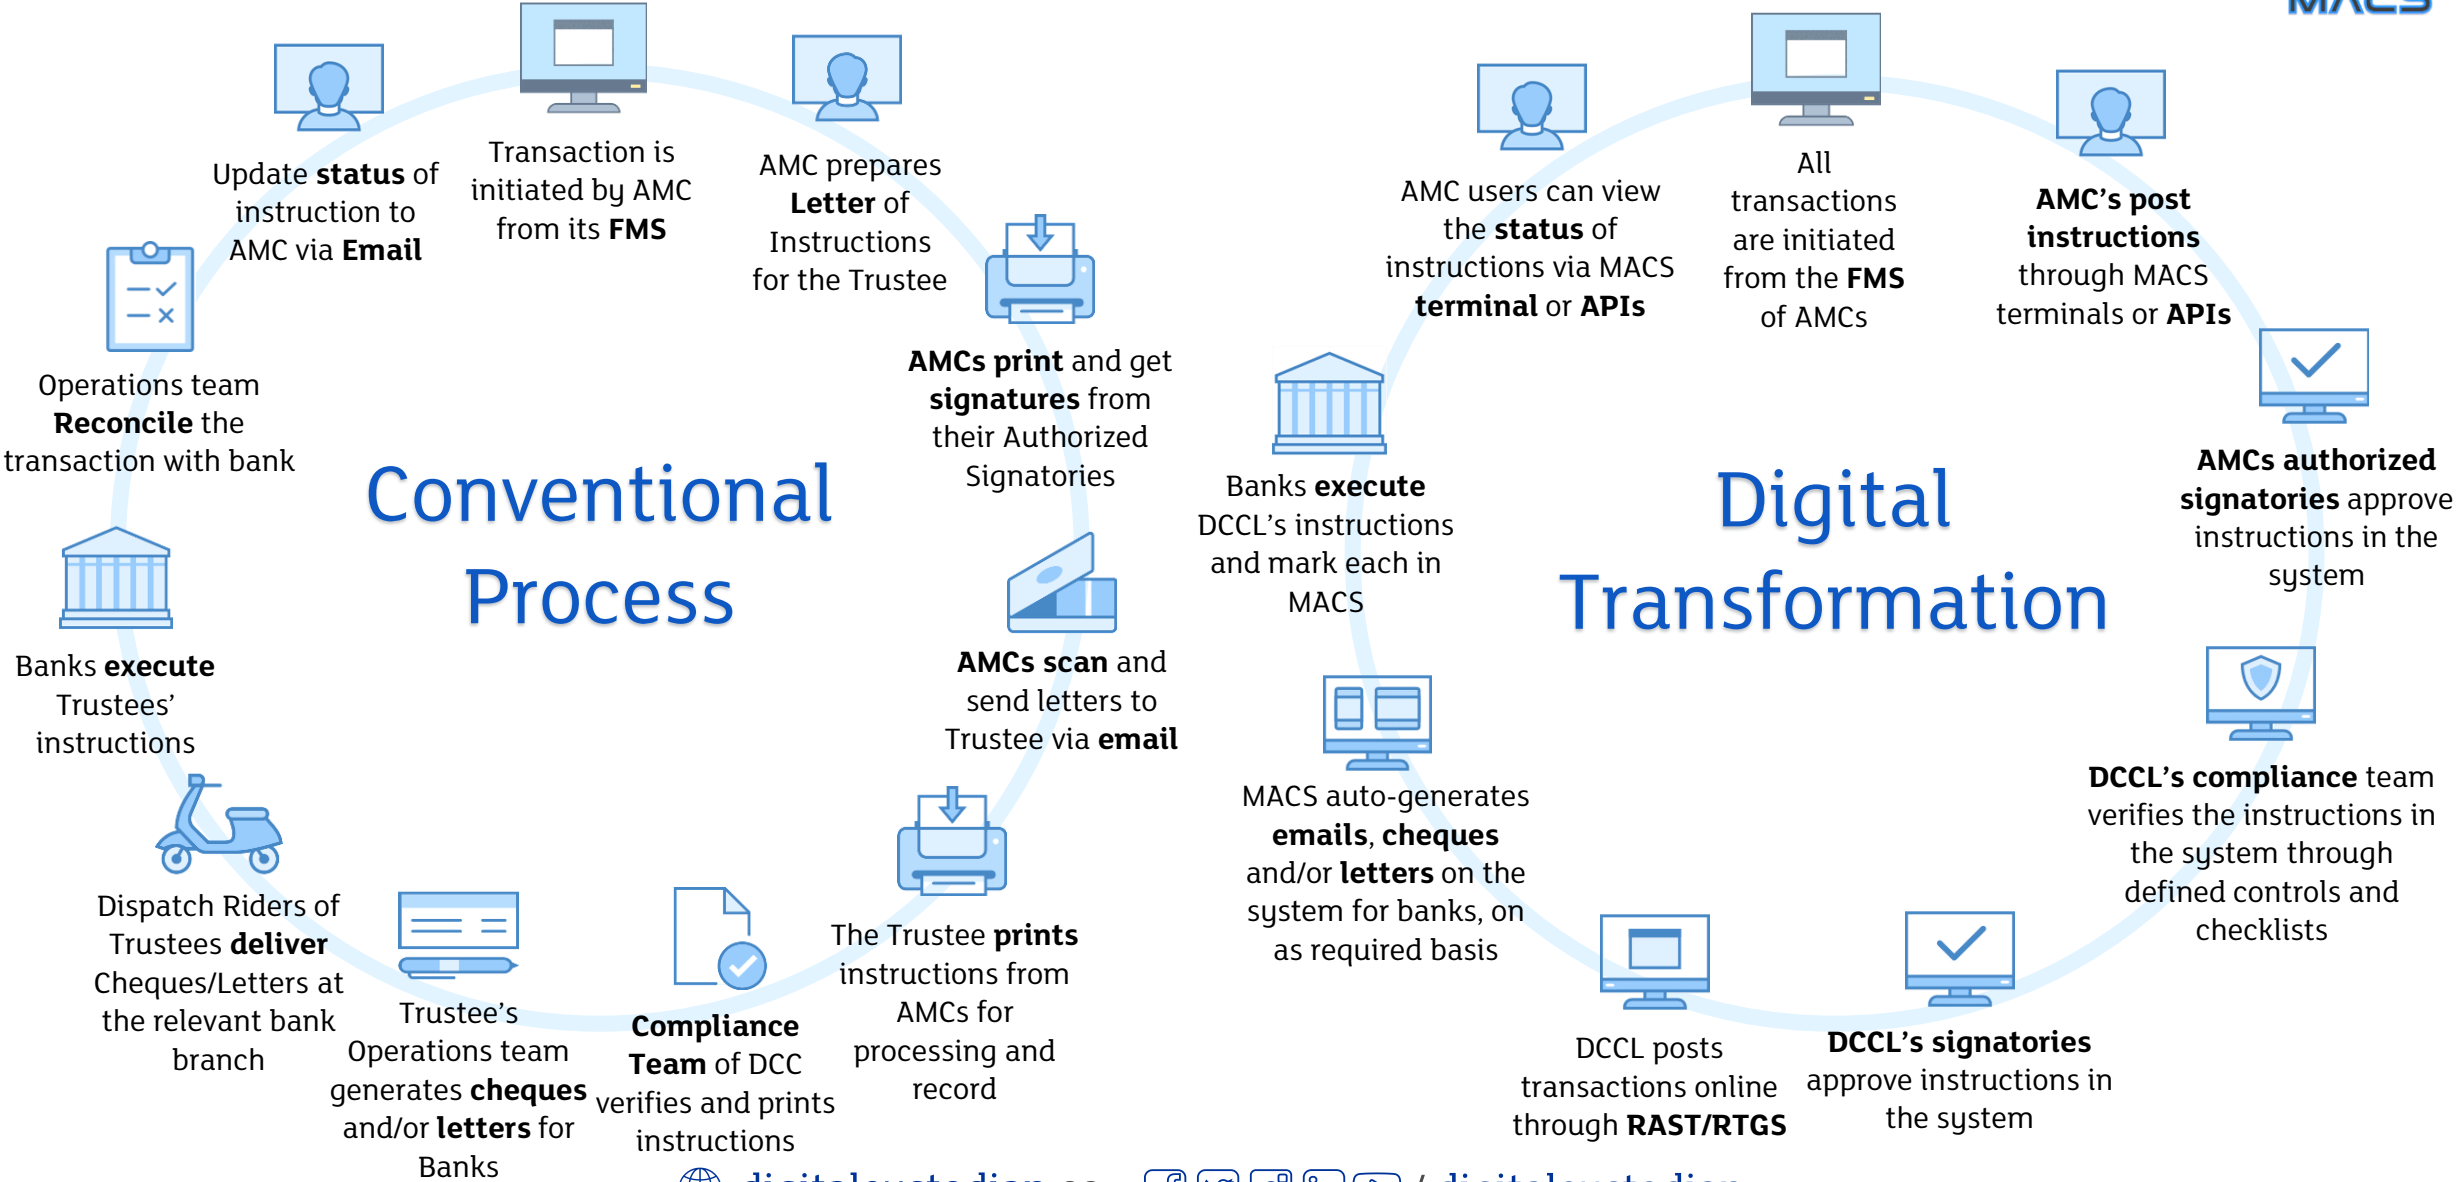 MACS
Transaction is
initiated by AMC
from its FMS
AMC prepares
Letter of
Instructions
for the Trustee
AMCs print and get
signatures from
their Authorized
Signatories
AMCs scan and
send letters to
Trustee via email
The Trustee prints
instructions from
AMCs for
processing and
record
Compliance
Team of DCC
verifies and prints
instructions
Trustee's
Operations team
generates cheques
and/or letters for
Banks
Dispatch Riders of
Trustees deliver
Cheques/Letters at
the relevant bank
branch
Banks execute
Trustees'
instructions
Operations team
Reconcile the
transaction with bank
Update status of
instruction to
AMC via Email
Conventional
Process
All
transactions
are initiated
from the FMS
of AMCs
AMC's post
instructions
through MACS
terminals or APIs
AMCs authorized
signatories approve
instructions in the
system
DCCL's compliance team
verifies the instructions in
the system through
defined controls and
checklists
DCCL's signatories
approve instructions in
the system
DCCL posts
transactions online
through RAST/RTGS
MACS auto-generates
emails, cheques
and/or letters on the
system for banks, on
as required basis
Banks execute
DCCL's instructions
and mark each in
MACS
AMC users can view
the status of
instructions via MACS
terminal or APIs
Digital
Transformation
/ digitalcustodian